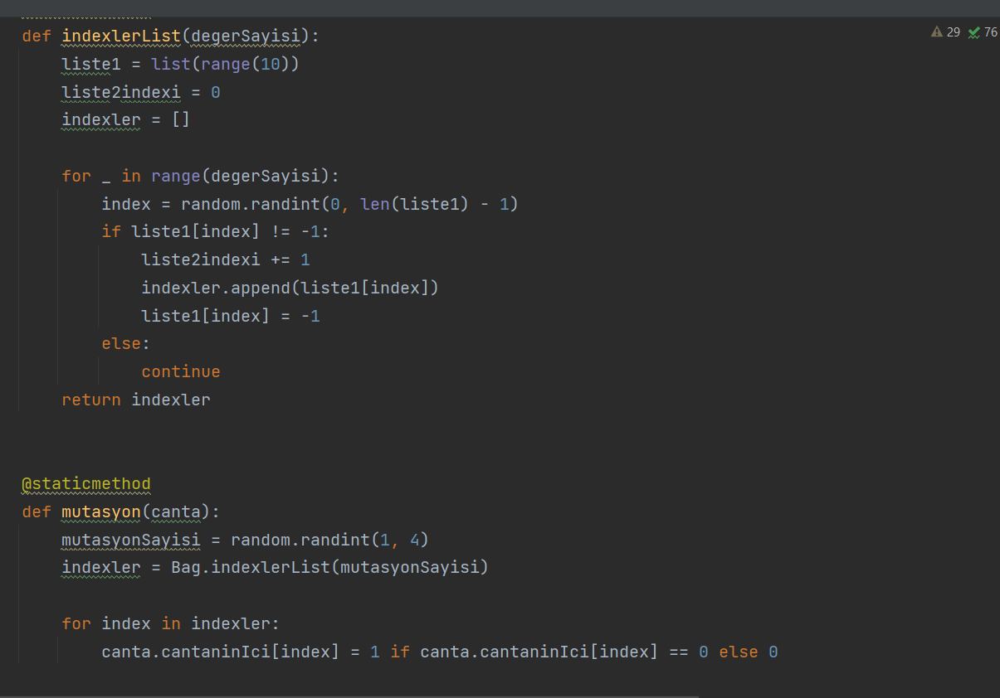 29 76
def indexlerList(degerSayisi):
    liste1 = list(range(10))
    liste2indexi = 0
    indexler = []
    for _ in range(degerSayisi):
        index = random.randint(0, len(liste1) - 1)
        if liste1[index] != -1:
            liste2indexi += 1
            indexler.append(liste1[index])
            liste1[index] = -1
        else:
            continue
    return indexler
@staticmethod
def mutasyon(canta):
    mutasyonSayisi = random.randint(1, 4)
    indexler = Bag.indexlerList(mutasyonSayisi)
    for index in indexler:
        canta.cantaninIci[index] = 1 if canta.cantaninIci[index] == 0 else 0